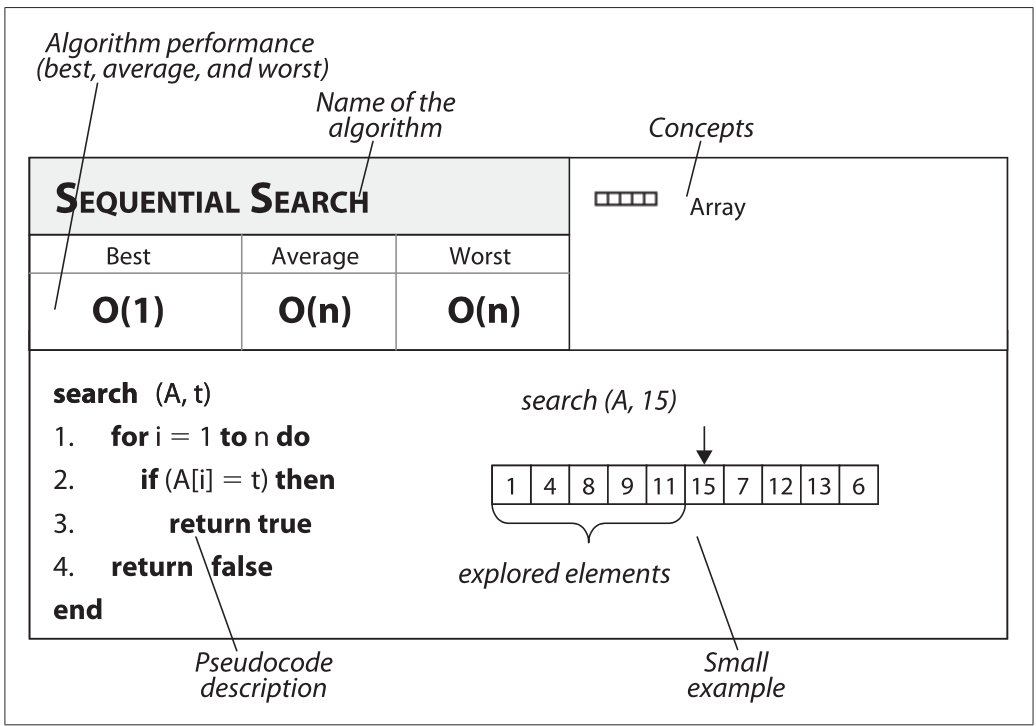 Algorithm performance
(best, average, and worst)
Name of the
algorithm
Concepts
SEQUENTIAL SEARCH
Array
Best Average Worst
O(1) O(n) O(n)
search (A, t)
1. for i = 1 to n do
2. if (A[i] = t) then
3. return true
4. return false
end
search (A, 15)
1 4 8 9 11 15 7 12 13 6
explored elements
Pseudocode
description
Small
example